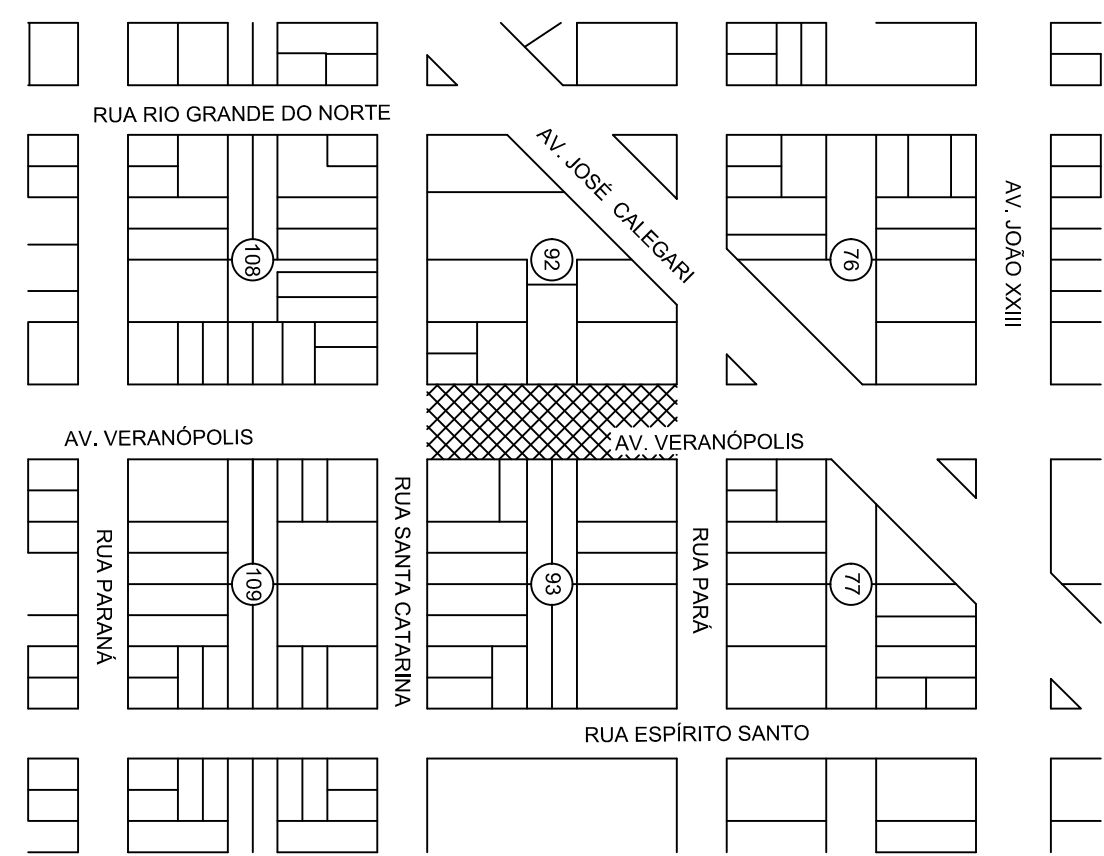 RUA RIO GRANDE DO NORTE
AV. JOSÉ CALEGARI
AV. JOÃO XXIII
108
92
76
AV. VERANÓPOLIS
AV. VERANÓPOLIS
RUA PARANÁ
RUA SANTA CATARINA
RUA PARÁ
109
93
77
RUA ESPÍRITO SANTO